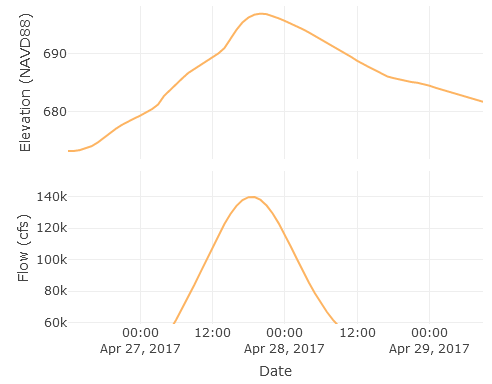 Elevation (NAVD88)
690
680
Flow (cfs)
140k
120k
100k
80k
60k
00:00 12:00 00:00 12:00 00:00
Apr 27, 2017 Apr 28, 2017 Apr 29, 2017
Date